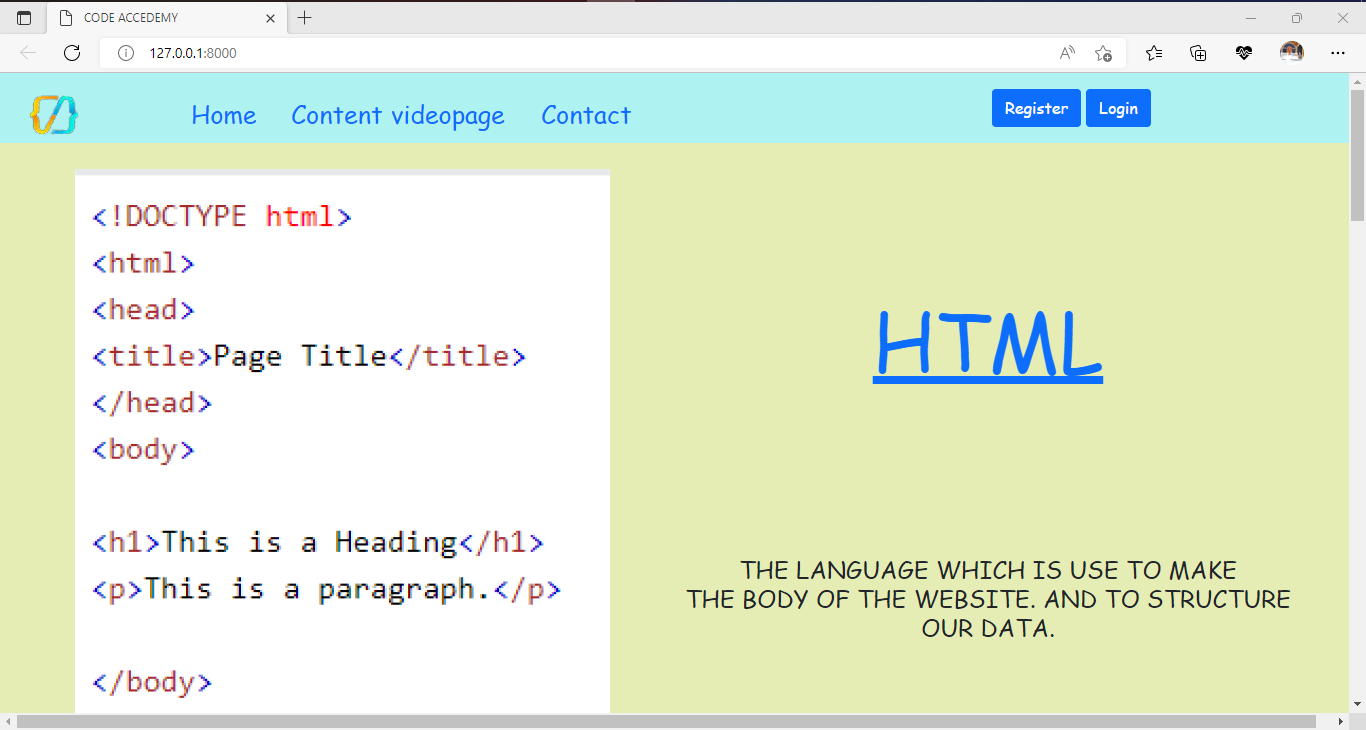 CODE ACCEDEMY
127.0.0.1:8000
Home Content videopage Contact Register Login
<!DOCTYPE html>
<html>
<head>
<title>Page Title</title>
</head>
<body>
<h1>This is a Heading</h1>
<p>This is a paragraph.</p>
</body>
HTML
THE LANGUAGE WHICH IS USE TO MAKE
THE BODY OF THE WEBSITE. AND TO STRUCTURE
OUR DATA.